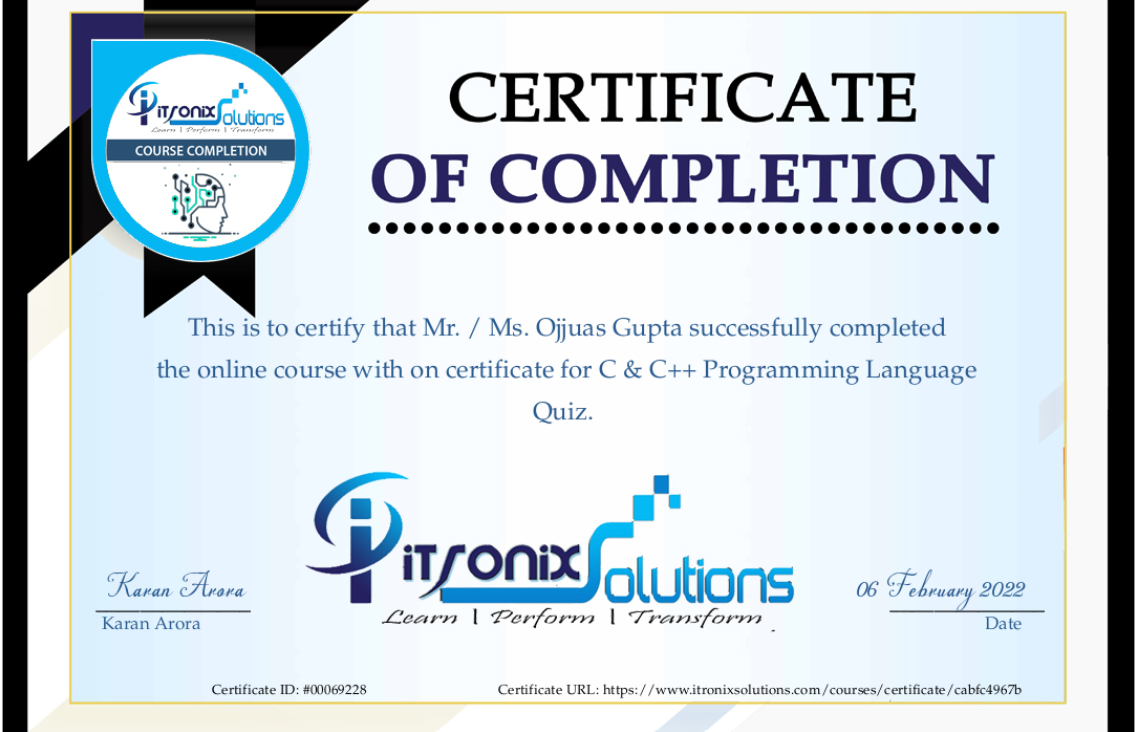 iTronix Solutions
Learn | Perform | Transform
COURSE COMPLETION
CERTIFICATE
OF COMPLETION
This is to certify that Mr. / Ms. Ojjuas Gupta successfully completed
the online course with on certificate for C & C++ Programming Language
Quiz.
iTronix Solutions
Learn | Perform | Transform
Karan Arora
Karan Arora
06 February 2022
Date
Certificate ID: #00069228
Certificate URL: https://www.itronixsolutions.com/courses/certificate/cabfc4967b